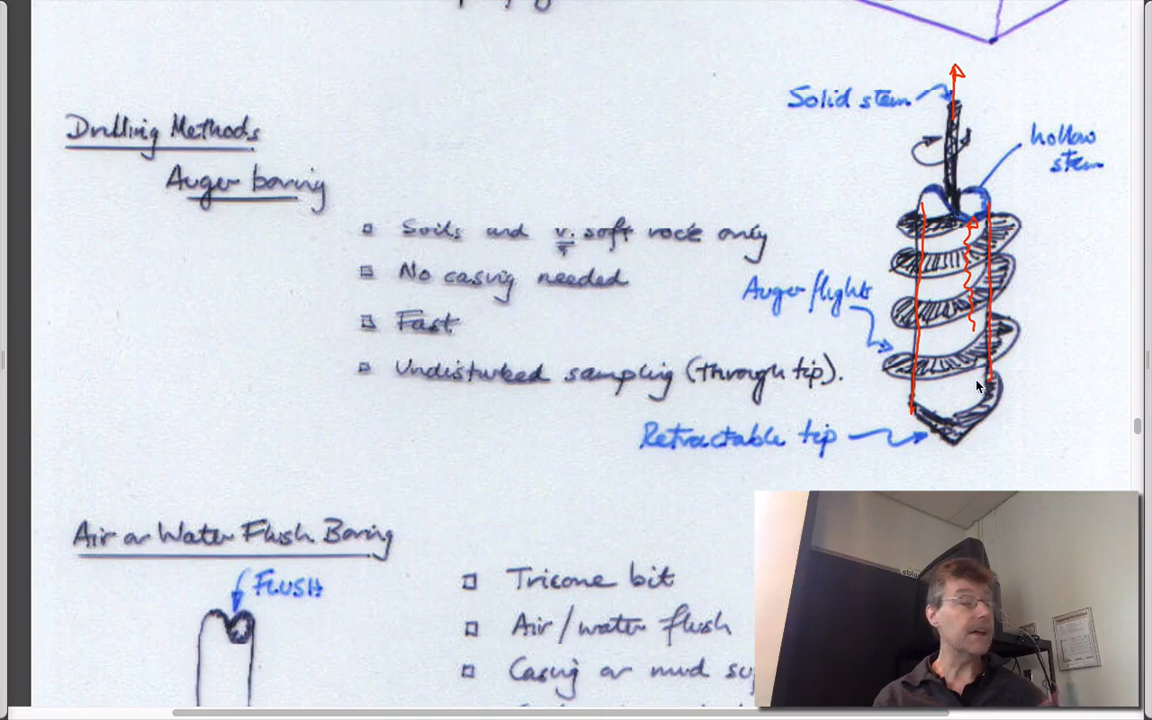 Solid stem
Drilling Methods
hollow
stem
Auger boring
Soils and v. soft rock only
No casing needed
Auger flights
Fast
Undisturbed sampling (through tip).
Retractable tip
Air or Water Flush Boring
FLUSH
Tricone bit
Air/water flush
Casing or mud